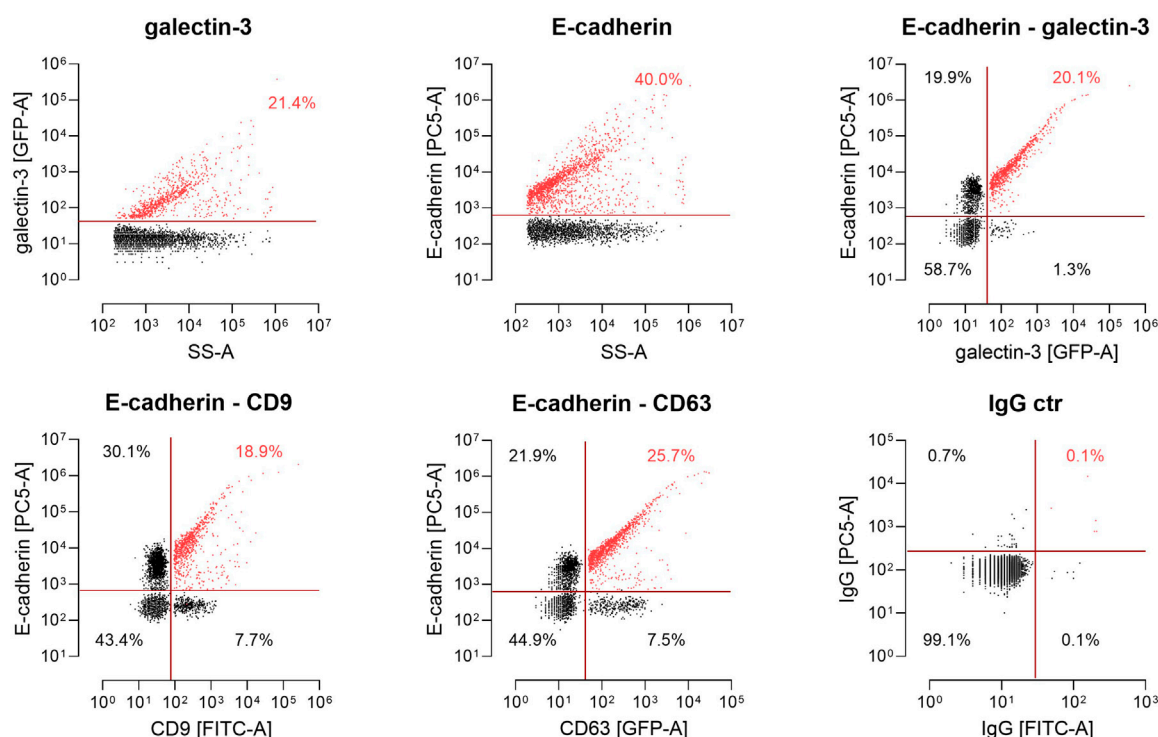 galectin-3
E-cadherin
E-cadherin - galectin-3
galectin-3 [GFP-A]
10⁶
10⁵
10⁴
10³
10²
10¹
10⁰
21.4%
10² 10³ 10⁴ 10⁵ 10⁶ 10⁷
SS-A
E-cadherin [PC5-A]
10⁷
10⁶
10⁵
10⁴
10³
10²
10¹
40.0%
10² 10³ 10⁴ 10⁵ 10⁶ 10⁷
SS-A
E-cadherin [PC5-A]
10⁷
10⁶
10⁵
10⁴
10³
10²
10¹
19.9% 20.1%
58.7% 1.3%
10⁰ 10¹ 10² 10³ 10⁴ 10⁵ 10⁶
galectin-3 [GFP-A]
E-cadherin - CD9
E-cadherin - CD63
IgG ctr
E-cadherin [PC5-A]
10⁷
10⁶
10⁵
10⁴
10³
10²
10¹
30.1% 18.9%
43.4% 7.7%
10⁰ 10¹ 10² 10³ 10⁴ 10⁵ 10⁶
CD9 [FITC-A]
E-cadherin [PC5-A]
10⁷
10⁶
10⁵
10⁴
10³
10²
10¹
21.9% 25.7%
44.9% 7.5%
10⁰ 10¹ 10² 10³ 10⁴ 10⁵ 10⁶
CD63 [GFP-A]
IgG [PC5-A]
10⁵
10⁴
10³
10²
10¹
10⁰
0.7% 0.1%
99.1% 0.1%
10⁰ 10¹ 10² 10³
IgG [FITC-A]